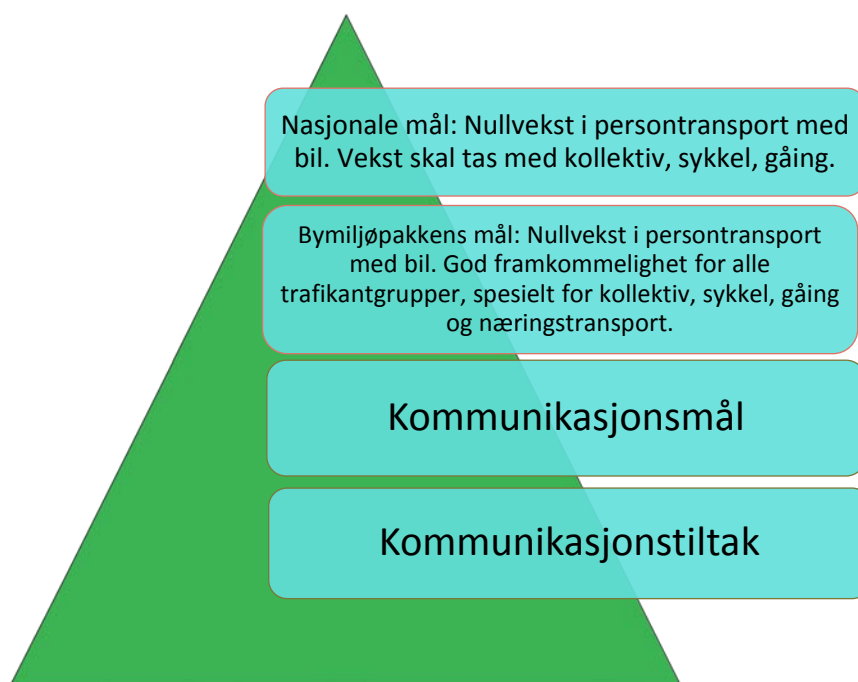 Nasjonale mål: Nullvekst i persontransport med
bil. Vekst skal tas med kollektiv, sykkel, gåing.
Bymiljøpakkens mål: Nullvekst i persontransport
med bil. God framkommelighet for alle
trafikantgrupper, spesielt for kollektiv, sykkel, gåing
og næringstransport.
Kommunikasjonsmål
Kommunikasjonstiltak